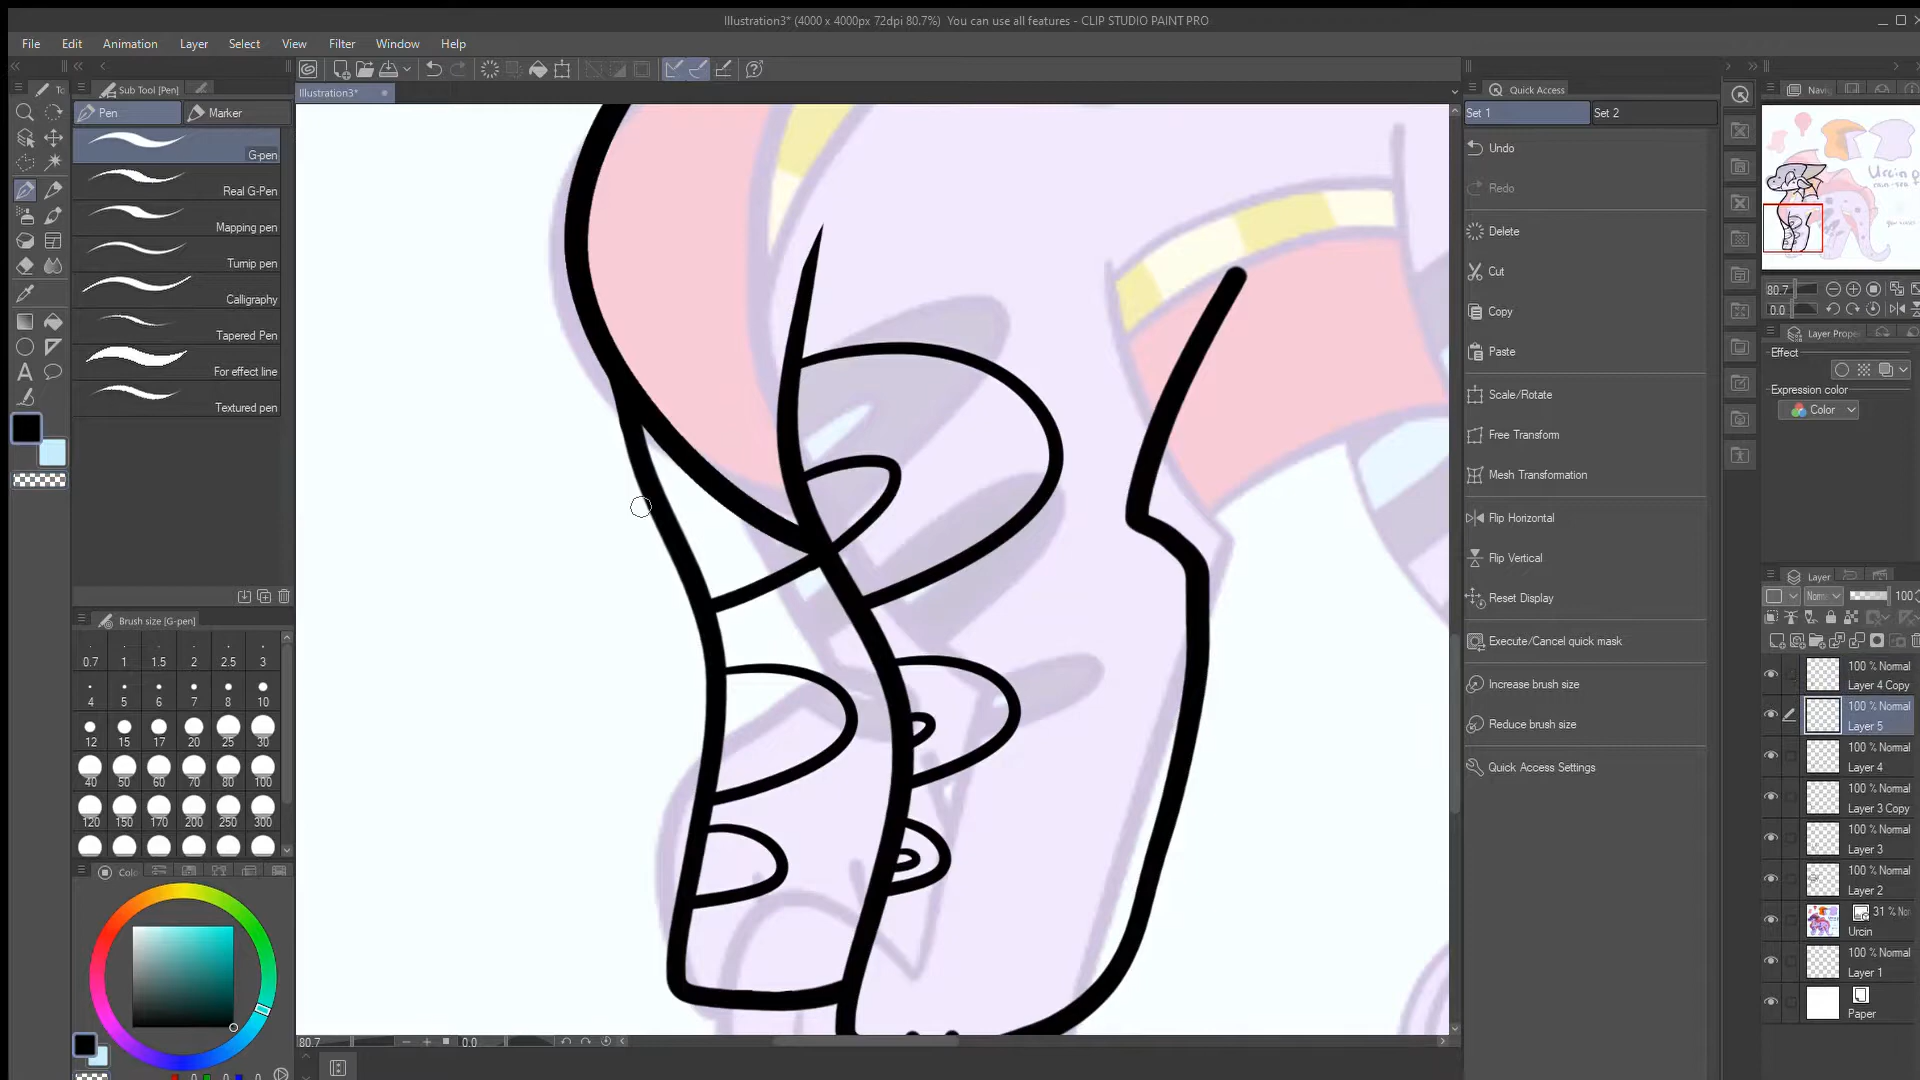 Illustration3* (4000 x 4000px 72dpi 80.7%) You can use all features - CLIP STUDIO PAINT PRO
File Edit Animation Layer Select View Filter Window Help
Sub Tool [Pen]
Illustration3*
Quick Access
Pen Marker
Set 1 Set 2
G-pen
Real G-Pen
Mapping pen
Turnip pen
Calligraphy
Tapered Pen
For effect line
Textured pen
Brush size [G-pen]
0.7 1 1.5 2 2.5 3
4 5 6 7 8 10
12 15 17 20 25 30
40 50 60 70 80 100
120 150 170 200 250 300
80.7 0.0
Undo
Redo
Delete
Cut
Copy
Paste
Scale/Rotate
Free Transform
Mesh Transformation
Flip Horizontal
Flip Vertical
Reset Display
Execute/Cancel quick mask
Increase brush size
Reduce brush size
Quick Access Settings
80.7
0.0
Effect
Expression color
Color
Layer
100
100 % Normal
Layer 4 Copy
100 % Normal
Layer 5
100 % Normal
Layer 4
100 % Normal
Layer 3 Copy
100 % Normal
Layer 3
100 % Normal
Layer 2
31 %
Urcin
100 % Normal
Layer 1
Paper